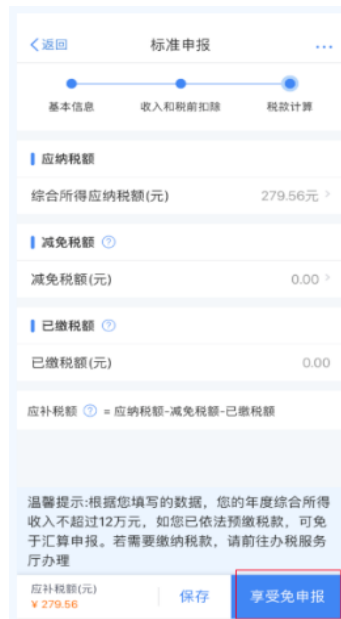 返回 标准申报 ...
基本信息 收入和税前扣除 税款计算
应纳税额
综合所得应纳税额(元) 279.56元 >
减免税额 ?
减免税额(元) 0.00 >
已缴税额 ?
已缴税额(元) 0.00
应补税额 ? = 应纳税额-减免税额-已缴税额
温馨提示:根据您填写的数据，您的年度综合所得
收入不超过12万元，如您已依法预缴税款，可免
于汇算申报。若需要缴纳税款，请前往办税服务
厅办理
应补税额(元)
¥ 279.56
保存 享受免申报